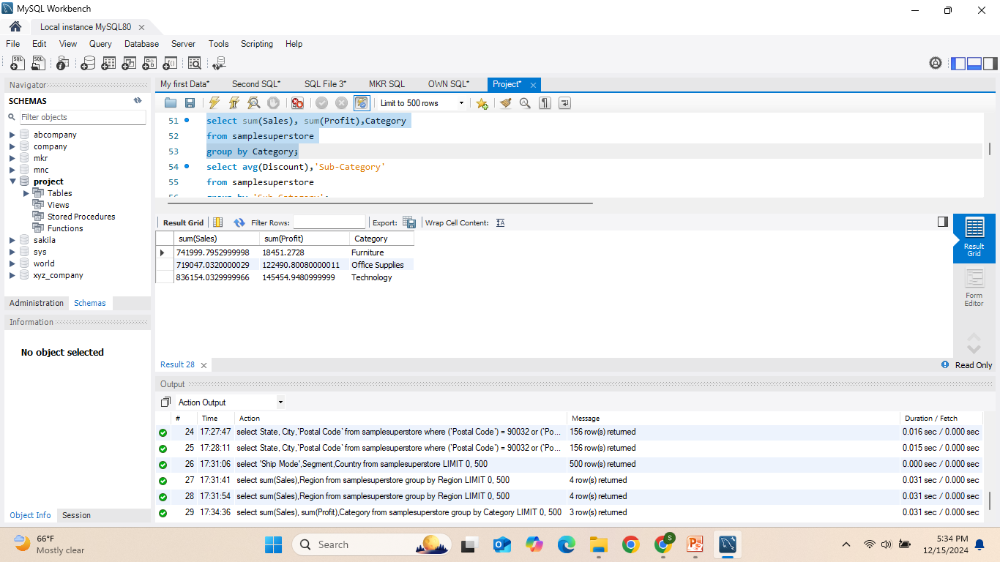 MySQL Workbench
Local instance MySQL80
File Edit View Query Database Server Tools Scripting Help
Navigator
SCHEMAS
Filter objects
abcompany
company
mkr
mnc
project
Tables
Views
Stored Procedures
Functions
sakila
sys
world
xyz_company
Administration Schemas
Information
No object selected
Object Info Session
My first Data* Second SQL* SQL File 3* MKR SQL OWN SQL* Project*
Limit to 500 rows
51 select sum(Sales), sum(Profit),Category
52 from samplesuperstore
53 group by Category;
54 select avg(Discount),'Sub-Category'
55 from samplesuperstore
56 group by 'Sub-Category';
Result Grid Filter Rows: Export: Wrap Cell Content:
sum(Sales) sum(Profit) Category
741999.7952999998 18451.2728 Furniture
719047.0320000029 122490.80080000011 Office Supplies
836154.0329999966 145454.9480999999 Technology
Result Grid
Form Editor
Result 28
Read Only
Output
Action Output
# Time Action Message Duration / Fetch
24 17:27:47 select State, City,`Postal Code` from samplesuperstore where (`Postal Code`) = 90032 or (`Po... 156 row(s) returned 0.016 sec / 0.000 sec
25 17:28:11 select State, City,`Postal Code` from samplesuperstore where (`Postal Code`) = 90032 or (`Po... 156 row(s) returned 0.015 sec / 0.000 sec
26 17:31:06 select 'Ship Mode',Segment,Country from samplesuperstore LIMIT 0, 500 500 row(s) returned 0.000 sec / 0.000 sec
27 17:31:41 select sum(Sales),Region from samplesuperstore group by Region LIMIT 0, 500 4 row(s) returned 0.031 sec / 0.000 sec
28 17:31:54 select sum(Sales),Region from samplesuperstore group by Region LIMIT 0, 500 4 row(s) returned 0.031 sec / 0.000 sec
29 17:34:36 select sum(Sales), sum(Profit),Category from samplesuperstore group by Category LIMIT 0, 500 3 row(s) returned 0.031 sec / 0.000 sec
66°F
Mostly clear
Search
5:34 PM
12/15/2024